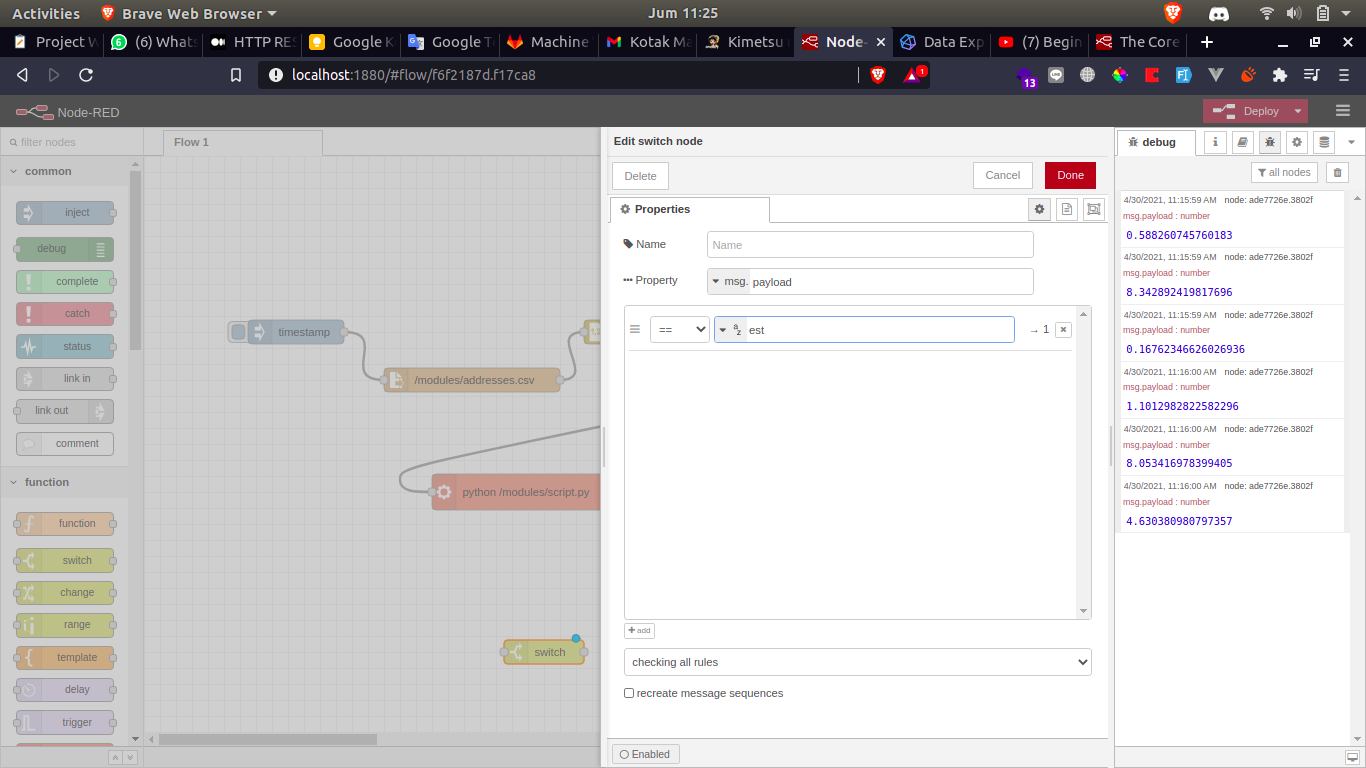 Activities Brave Web Browser Jum 11:25
Project W (6) Whats HTTP RES Google K Google T Machine Kotak Ma Kimetsu Node- Data Exp (7) Begin The Core
localhost:1880/#flow/f6f2187d.f17ca8 1 13
Node-RED Deploy
filter nodes
Flow 1
common
inject
debug
complete
catch
status
link in
link out
comment
function
function
switch
change
range
template
delay
trigger
timestamp
/modules/addresses.csv
python /modules/script.py
switch
Edit switch node
Delete Cancel Done
Properties
Name Name
Property msg. payload
== az est → 1
add
checking all rules
recreate message sequences
Enabled
debug
all nodes
4/30/2021, 11:15:59 AM node: ade7726e.3802f
msg.payload : number
0.588260745760183
4/30/2021, 11:15:59 AM node: ade7726e.3802f
msg.payload : number
8.342892419817696
4/30/2021, 11:15:59 AM node: ade7726e.3802f
msg.payload : number
0.16762346626026936
4/30/2021, 11:16:00 AM node: ade7726e.3802f
msg.payload : number
1.1012982822582296
4/30/2021, 11:16:00 AM node: ade7726e.3802f
msg.payload : number
8.053416978399405
4/30/2021, 11:16:00 AM node: ade7726e.3802f
msg.payload : number
4.630380980797357